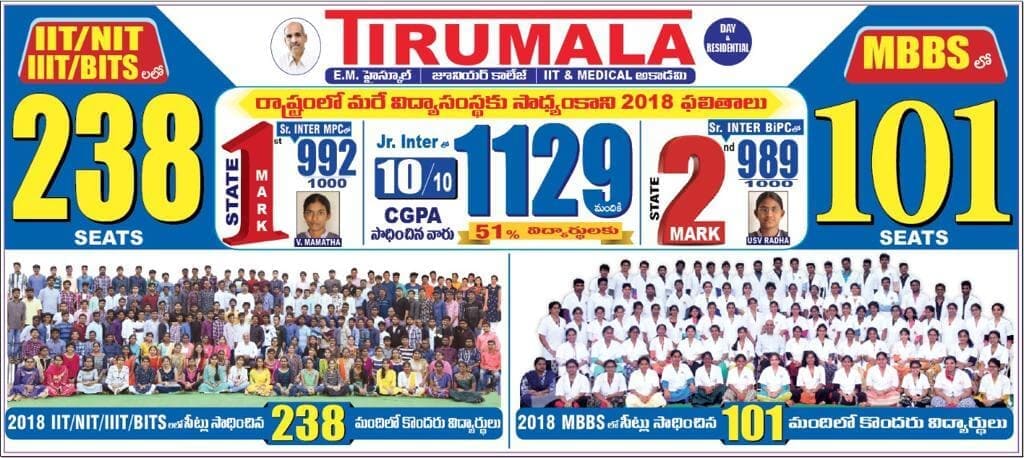 IIT/NIT
IIIT/BITS లలో
238
SEATS
TIRUMALA
E.M. హైస్కూల్ | జూనియర్ కాలేజ్ | IIT & MEDICAL అకాడమి
DAY
&
RESIDENTIAL
MBBS లో
101
SEATS
రాష్ట్రంలో మరే విద్యాసంస్థకు సాధ్యంకాని 2018 ఫలితాలు
STATE
1st
MARK
Sr. INTER MPCలో
992
1000
V. MAMATHA
Jr. Inter లో
10/10
CGPA
సాధించిన వారు
1129
మందికి
51% విద్యార్థులకు
STATE
2nd
MARK
Sr. INTER BiPCలో
989
1000
USV RADHA
2018 IIT/NIT/IIIT/BITS లలో సీట్లు సాధించిన 238 మందిలో కొందరు విద్యార్థులు
2018 MBBS లో సీట్లు సాధించిన 101 మందిలో కొందరు విద్యార్థులు